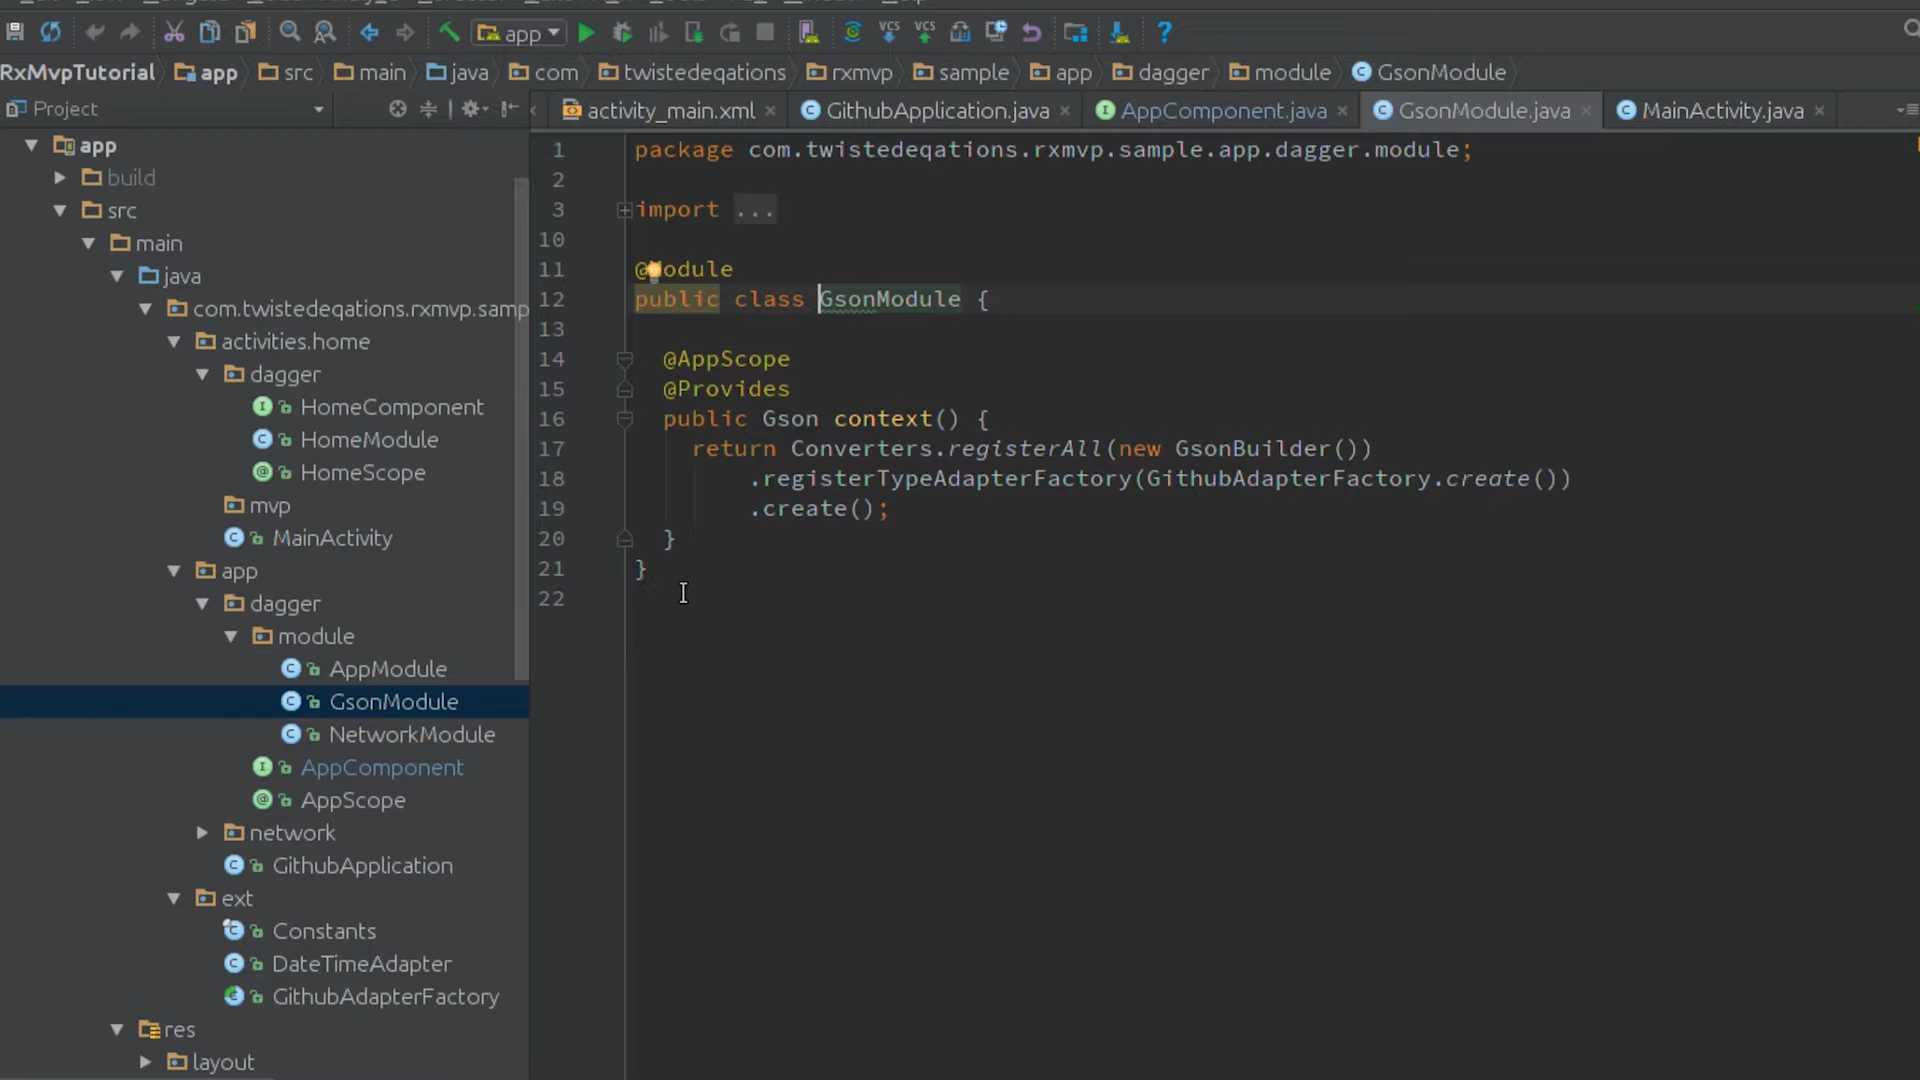 app
RxMvpTutorial app src main java com twistedeqations rxmvp sample app dagger module GsonModule
Project activity_main.xml GithubApplication.java AppComponent.java GsonModule.java MainActivity.java
app
build
src
main
java
com.twistedeqations.rxmvp.samp
activities.home
dagger
HomeComponent
HomeModule
HomeScope
mvp
MainActivity
app
dagger
module
AppModule
GsonModule
NetworkModule
AppComponent
AppScope
network
GithubApplication
ext
Constants
DateTimeAdapter
GithubAdapterFactory
res
layout
1 package com.twistedeqations.rxmvp.sample.app.dagger.module;
2
3 import ...
10
11 @Module
12 public class GsonModule {
13
14 @AppScope
15 @Provides
16 public Gson context() {
17 return Converters.registerAll(new GsonBuilder())
18 .registerTypeAdapterFactory(GithubAdapterFactory.create())
19 .create();
20 }
21 }
22